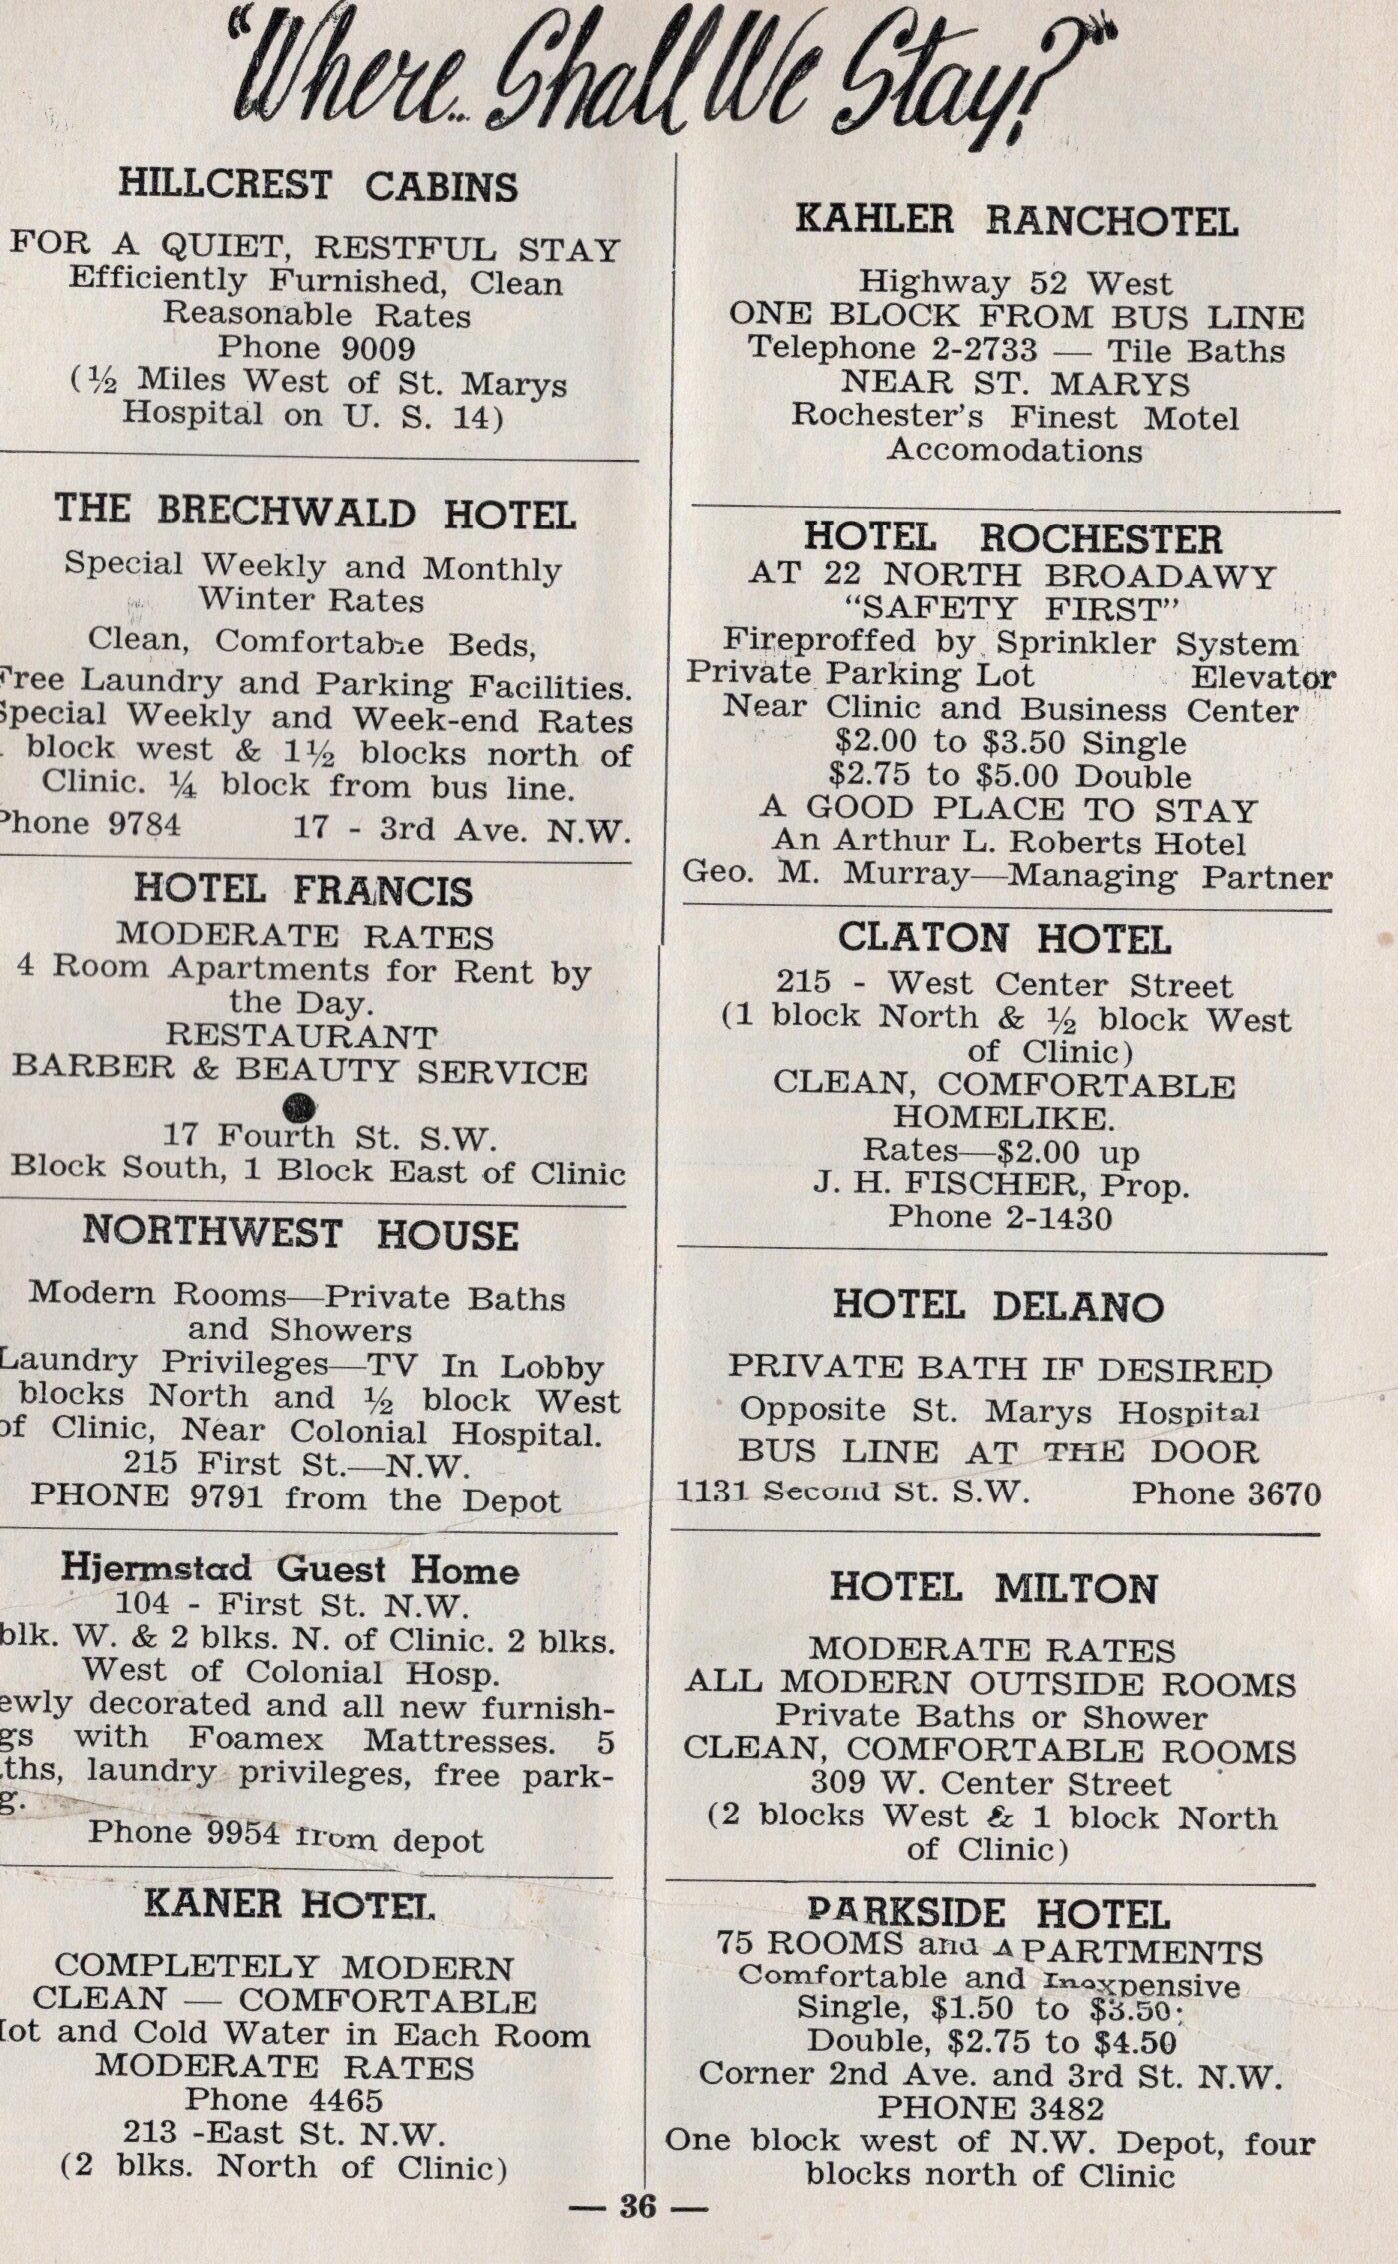 "Where.. Shall We Stay?"
HILLCREST CABINS
FOR A QUIET, RESTFUL STAY
Efficiently Furnished, Clean
Reasonable Rates
Phone 9009
(½ Miles West of St. Marys
Hospital on U. S. 14)
THE BRECHWALD HOTEL
Special Weekly and Monthly
Winter Rates
Clean, Comfortable Beds,
Free Laundry and Parking Facilities.
Special Weekly and Week-end Rates
block west & 1½ blocks north of
Clinic. ¼ block from bus line.
Phone 9784 17 - 3rd Ave. N.W.
HOTEL FRANCIS
MODERATE RATES
4 Room Apartments for Rent by
the Day.
RESTAURANT
BARBER & BEAUTY SERVICE
17 Fourth St. S.W.
Block South, 1 Block East of Clinic
NORTHWEST HOUSE
Modern Rooms—Private Baths
and Showers
Laundry Privileges—TV In Lobby
blocks North and ½ block West
of Clinic, Near Colonial Hospital.
215 First St.—N.W.
PHONE 9791 from the Depot
Hjermstad Guest Home
104 - First St. N.W.
blk. W. & 2 blks. N. of Clinic. 2 blks.
West of Colonial Hosp.
ewly decorated and all new furnish-
gs with Foamex Mattresses. 5
ths, laundry privileges, free park-
g.
Phone 9954 from depot
KANER HOTEL
COMPLETELY MODERN
CLEAN — COMFORTABLE
Hot and Cold Water in Each Room
MODERATE RATES
Phone 4465
213 -East St. N.W.
(2 blks. North of Clinic)
KAHLER RANCHOTEL
Highway 52 West
ONE BLOCK FROM BUS LINE
Telephone 2-2733 — Tile Baths
NEAR ST. MARYS
Rochester's Finest Motel
Accomodations
HOTEL ROCHESTER
AT 22 NORTH BROADAWY
"SAFETY FIRST"
Fireproffed by Sprinkler System
Private Parking Lot Elevator
Near Clinic and Business Center
$2.00 to $3.50 Single
$2.75 to $5.00 Double
A GOOD PLACE TO STAY
An Arthur L. Roberts Hotel
Geo. M. Murray—Managing Partner
CLATON HOTEL
215 - West Center Street
(1 block North & ½ block West
of Clinic)
CLEAN, COMFORTABLE
HOMELIKE.
Rates—$2.00 up
J. H. FISCHER, Prop.
Phone 2-1430
HOTEL DELANO
PRIVATE BATH IF DESIRED
Opposite St. Marys Hospital
BUS LINE AT THE DOOR
1131 Second St. S.W. Phone 3670
HOTEL MILTON
MODERATE RATES
ALL MODERN OUTSIDE ROOMS
Private Baths or Shower
CLEAN, COMFORTABLE ROOMS
309 W. Center Street
(2 blocks West & 1 block North
of Clinic)
PARKSIDE HOTEL
75 ROOMS and APARTMENTS
Comfortable and Inexpensive
Single, $1.50 to $3.50;
Double, $2.75 to $4.50
Corner 2nd Ave. and 3rd St. N.W.
PHONE 3482
One block west of N.W. Depot, four
blocks north of Clinic
— 36 —